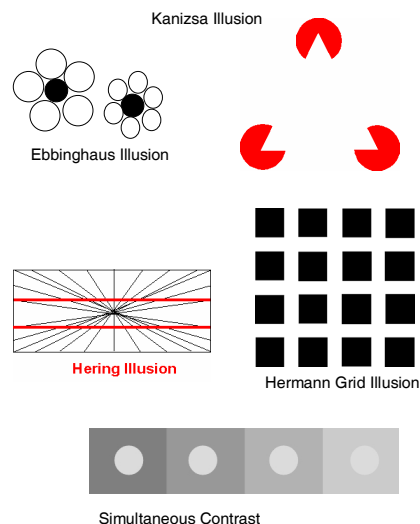 Kanizsa Illusion
Ebbinghaus Illusion
Hering Illusion
Hermann Grid Illusion
Simultaneous Contrast